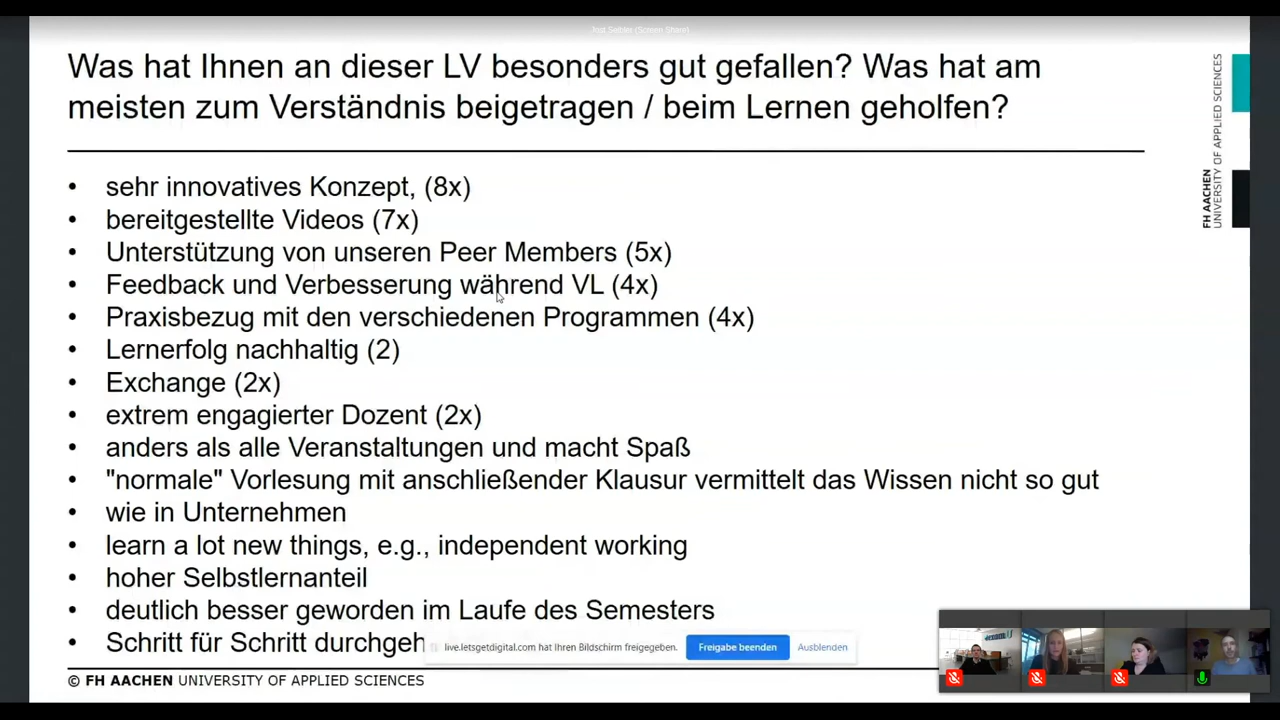 Jost Seibler (Screen Share)
Was hat Ihnen an dieser LV besonders gut gefallen? Was hat am
meisten zum Verständnis beigetragen / beim Lernen geholfen?
FH AACHEN
UNIVERSITY OF APPLIED SCIENCES
• sehr innovatives Konzept, (8x)
• bereitgestellte Videos (7x)
• Unterstützung von unseren Peer Members (5x)
• Feedback und Verbesserung während VL (4x)
• Praxisbezug mit den verschiedenen Programmen (4x)
• Lernerfolg nachhaltig (2)
• Exchange (2x)
• extrem engagierter Dozent (2x)
• anders als alle Veranstaltungen und macht Spaß
• "normale" Vorlesung mit anschließender Klausur vermittelt das Wissen nicht so gut
• wie in Unternehmen
• learn a lot new things, e.g., independent working
• hoher Selbstlernanteil
• deutlich besser geworden im Laufe des Semesters
• Schritt für Schritt durchgeh
live.letsgetdigital.com hat Ihren Bildschirm freigegeben.
Freigabe beenden
Ausblenden
© FH AACHEN UNIVERSITY OF APPLIED SCIENCES